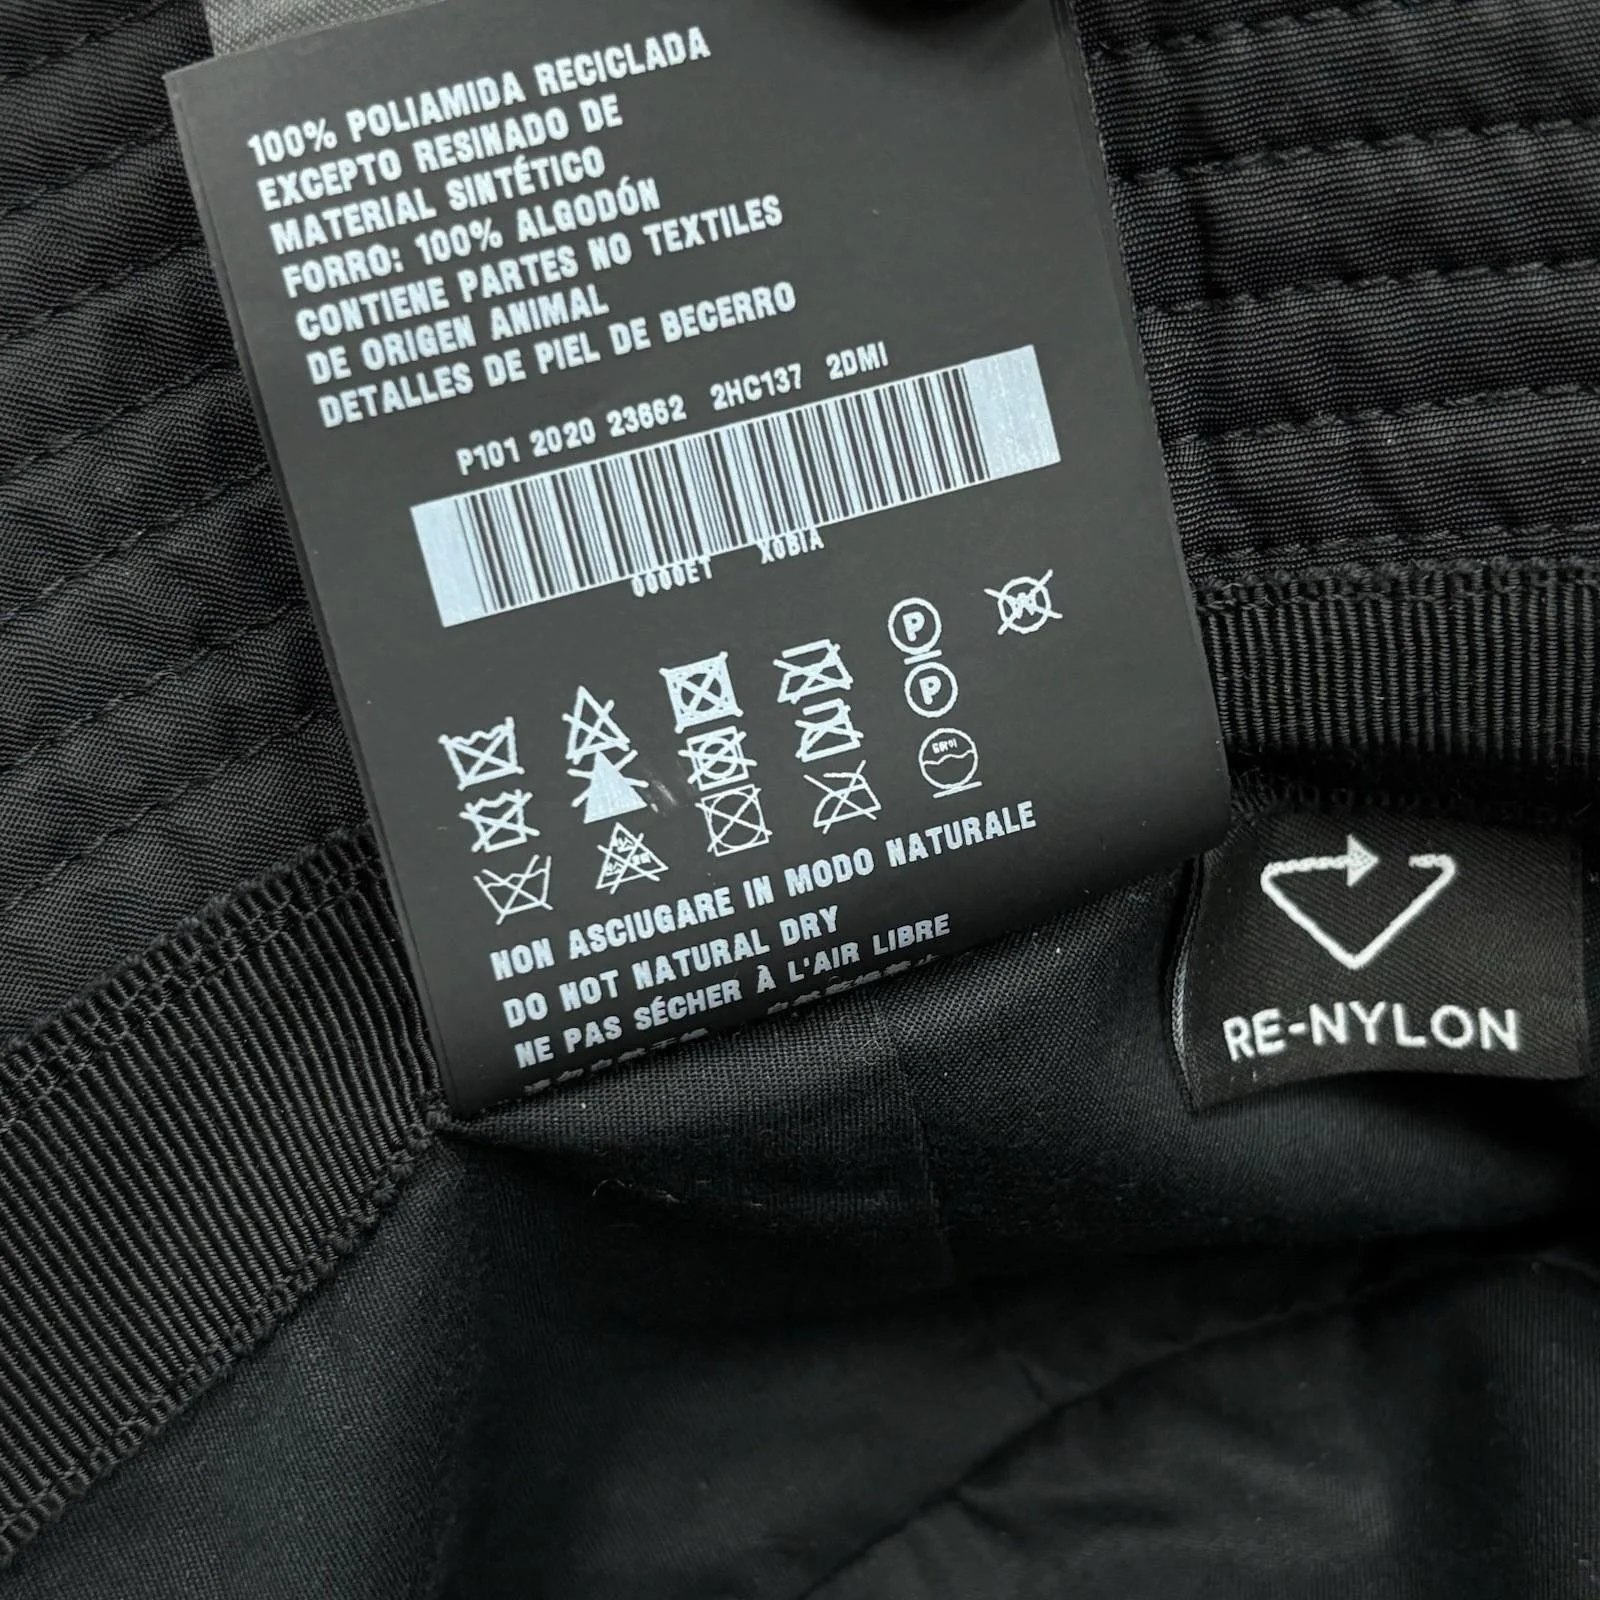 100% POLIAMIDA RECICLADA
EXCEPTO RESINADO DE
MATERIAL SINTÉTICO
FORRO: 100% ALGODÓN
CONTIENE PARTES NO TEXTILES
DE ORIGEN ANIMAL
DETALLES DE PIEL DE BECERRO
P101 2020 23662 2HC137 2DMI
0000ET X0BIA
P
W
P
NON ASCIUGARE IN MODO NATURALE
DO NOT NATURAL DRY
NE PAS SÉCHER À L'AIR LIBRE
RE-NYLON